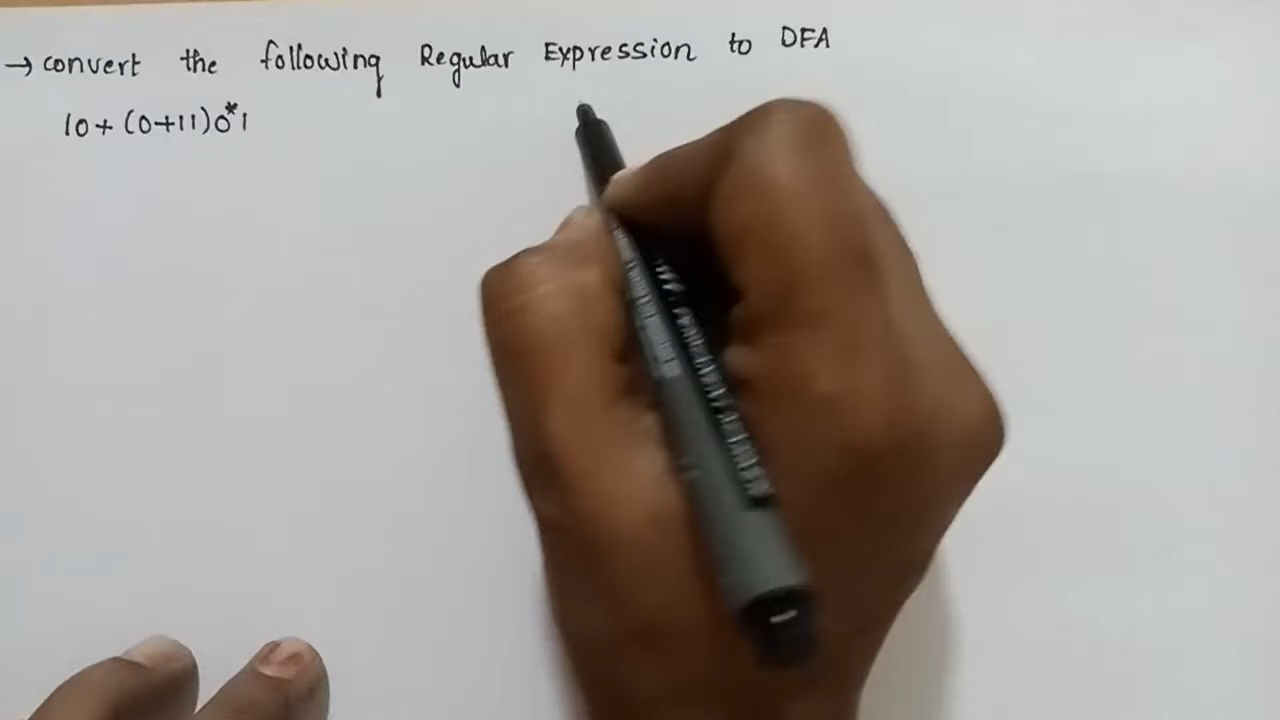 → convert the following Regular Expression to DFA
10+(0+11)0*1